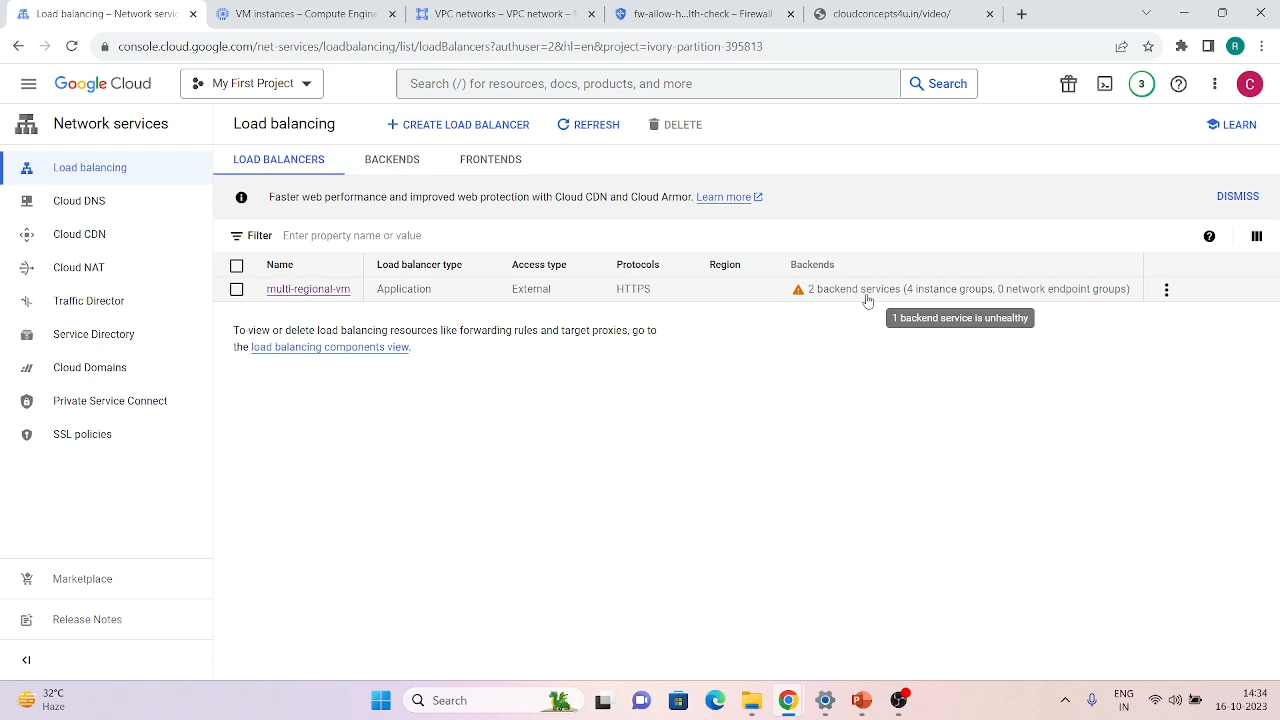 Load balancing – Network servic
VM instances – Compute Engine
VPC networks – VPC network –
fw-allow-h...lth-check – Firewall
cloudconcepts4u.in/video/
console.cloud.google.com/net-services/loadbalancing/list/loadBalancers?authuser=2&hl=en&project=ivory-partition-395813
R
Google Cloud
My First Project
Search (/) for resources, docs, products, and more
Search
3
C
Network services
Load balancing
CREATE LOAD BALANCER
REFRESH
DELETE
LEARN
Load balancing
Cloud DNS
Cloud CDN
Cloud NAT
Traffic Director
Service Directory
Cloud Domains
Private Service Connect
SSL policies
Marketplace
Release Notes
LOAD BALANCERS
BACKENDS
FRONTENDS
Faster web performance and improved web protection with Cloud CDN and Cloud Armor. Learn more
DISMISS
Filter Enter property name or value
Name Load balancer type Access type Protocols Region Backends
multi-regional-vm Application External HTTPS 2 backend services (4 instance groups, 0 network endpoint groups)
1 backend service is unhealthy
To view or delete load balancing resources like forwarding rules and target proxies, go to
the load balancing components view.
32°C
Haze
Search
ENG
IN
14:34
16-10-2023